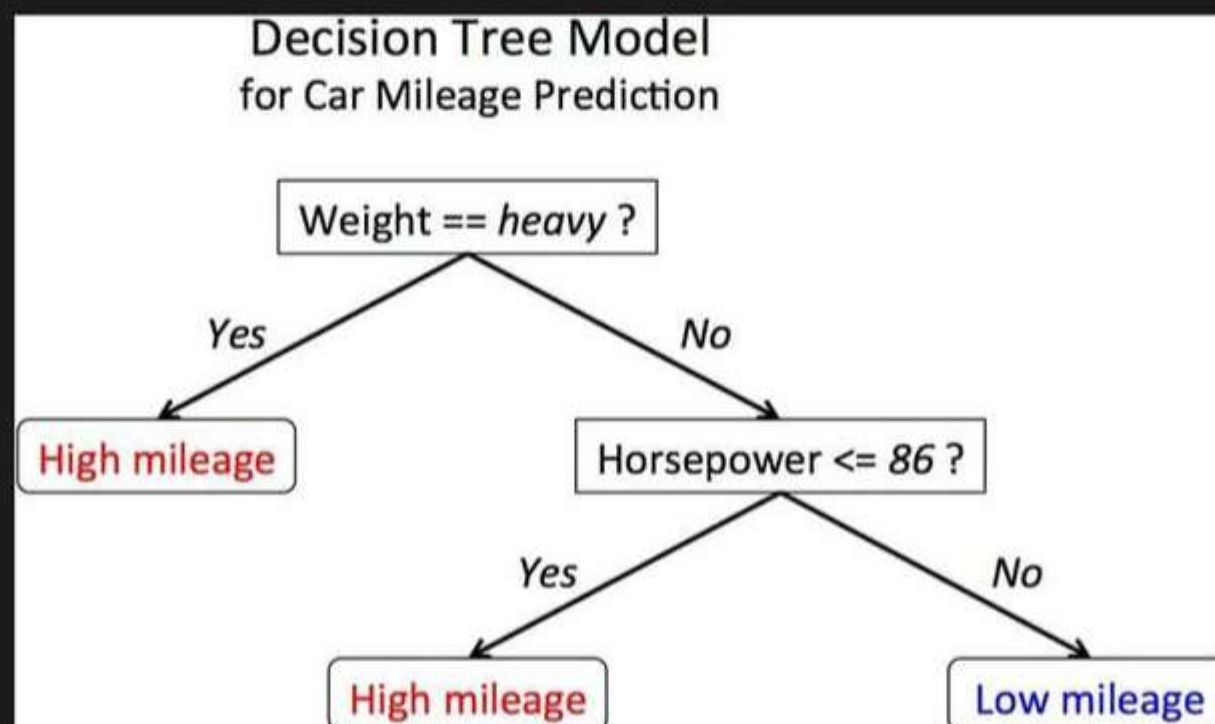 Decision Tree Model
for Car Mileage Prediction
Weight == heavy ?
Yes
No
High mileage
Horsepower <= 86 ?
Yes
No
High mileage
Low mileage